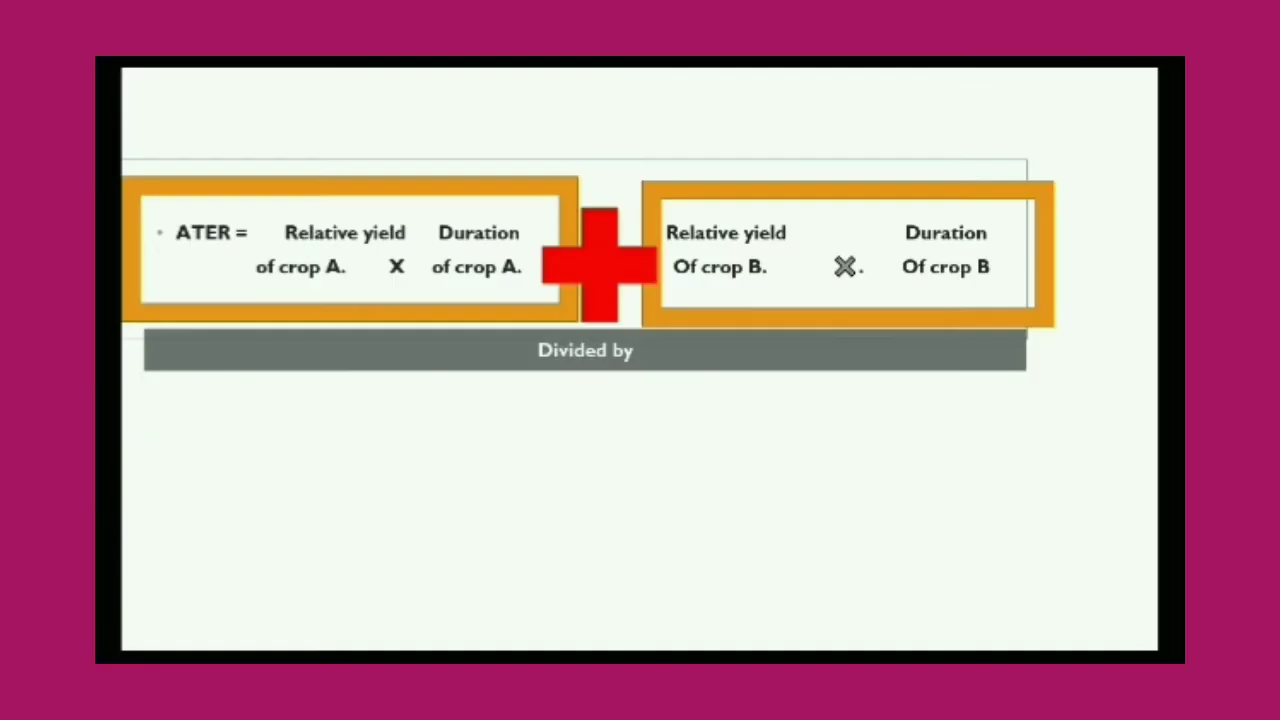 • ATER = Relative yield Duration Relative yield Duration
of crop A. X of crop A. Of crop B. X. Of crop B
Divided by